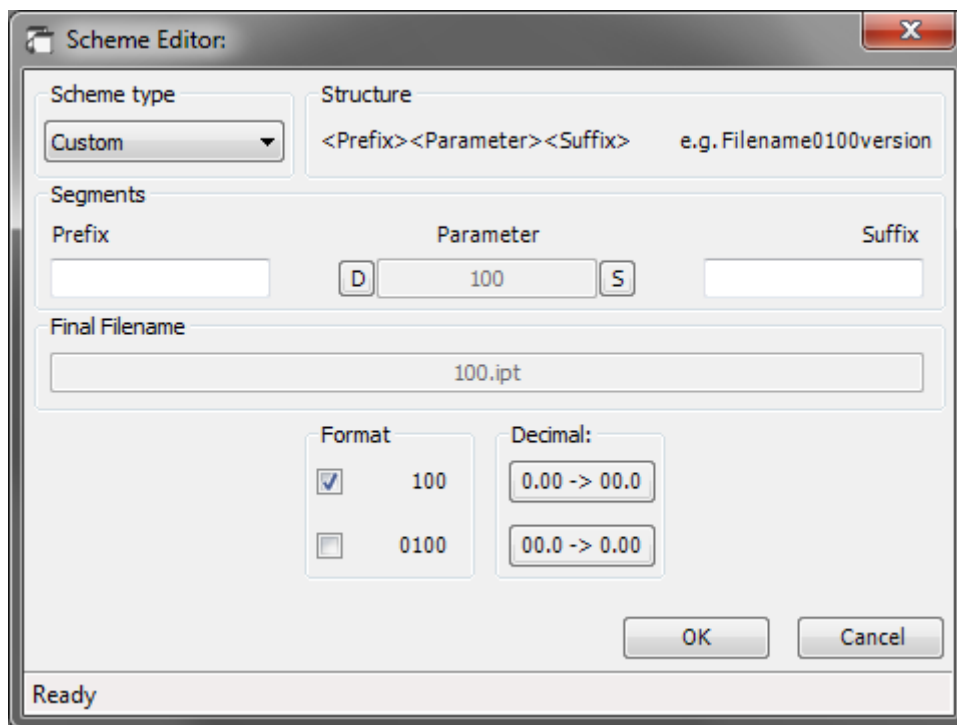 Scheme Editor:
Scheme type
Custom
Structure
<Prefix><Parameter><Suffix> e.g. Filename0100version
Segments
Prefix Parameter Suffix
D 100 S
Final Filename
100.ipt
Format
100
0100
Decimal:
0.00 -> 00.0
00.0 -> 0.00
OK Cancel
Ready